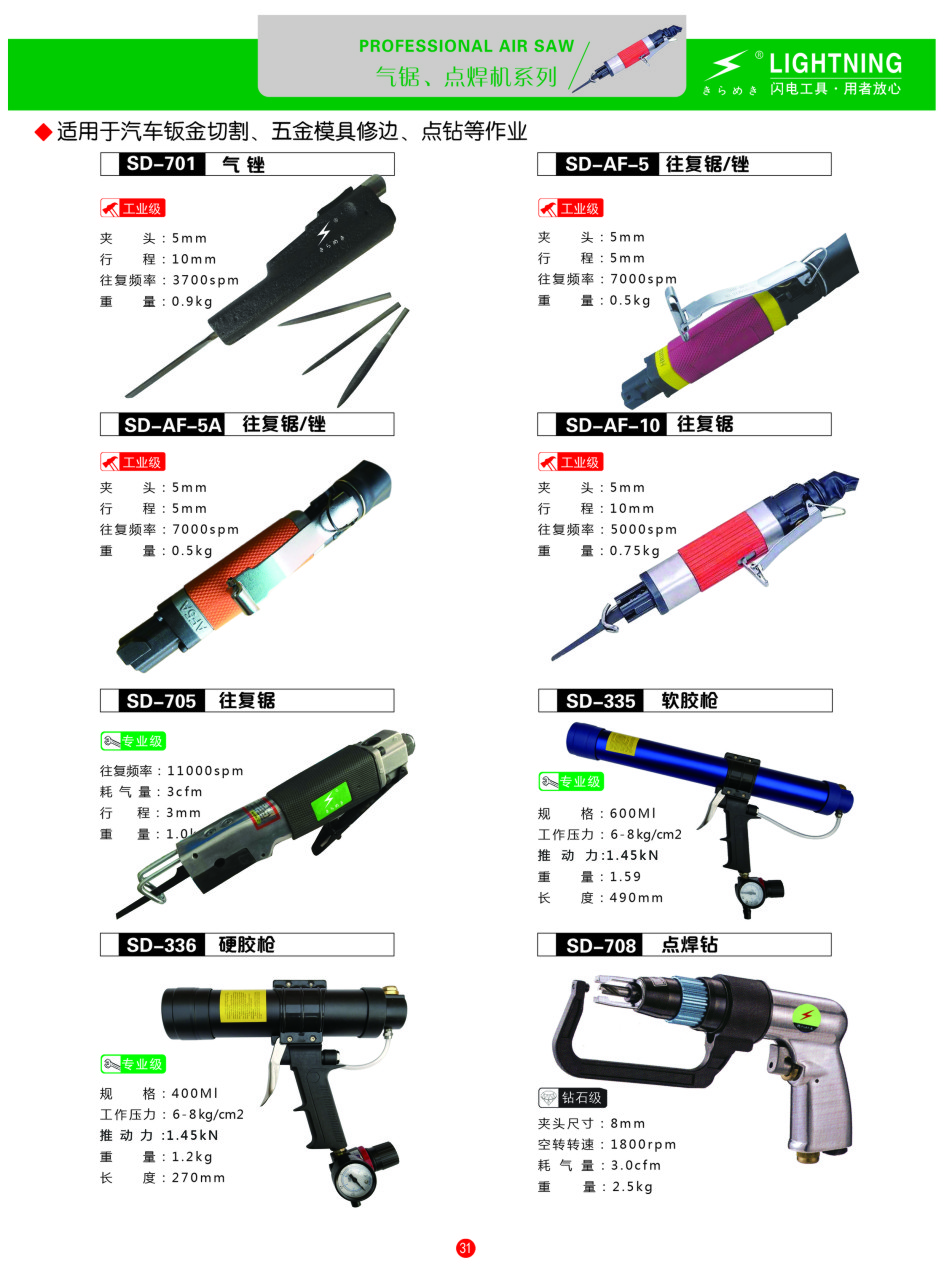 PROFESSIONAL AIR SAW
气锯、点焊机系列
® LIGHTNING
きらめき 闪电工具·用者放心
适用于汽车钣金切割、五金模具修边、点钻等作业
SD-701 气锉
工业级
夹 头：5mm
行 程：10mm
往复频率：3700spm
重 量：0.9kg
®
きらめき
SD-AF-5 往复锯/锉
工业级
夹 头：5mm
行 程：5mm
往复频率：7000spm
重 量：0.5kg
SD-AF-5A 往复锯/锉
工业级
夹 头：5mm
行 程：5mm
往复频率：7000spm
重 量：0.5kg
SD-AF-10 往复锯
工业级
夹 头：5mm
行 程：10mm
往复频率：5000spm
重 量：0.75kg
SD-705 往复锯
专业级
往复频率：11000spm
耗 气 量：3cfm
行 程：3mm
重 量：1.0
SD-335 软胶枪
专业级
规 格：600Ml
工作压力：6-8kg/cm2
推 动 力:1.45kN
重 量：1.59
长 度：490mm
SD-336 硬胶枪
专业级
规 格：400Ml
工作压力：6-8kg/cm2
推 动 力:1.45kN
重 量：1.2kg
长 度：270mm
SD-708 点焊钻
钻石级
夹头尺寸：8mm
空转转速：1800rpm
耗 气 量：3.0cfm
重 量：2.5kg
31